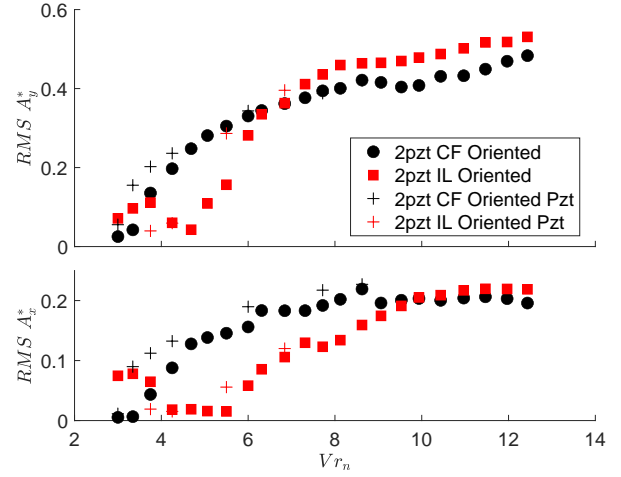 0.6
0.4
0.2
0
RMS A*y
2pzt CF Oriented
2pzt IL Oriented
2pzt CF Oriented Pzt
2pzt IL Oriented Pzt
0.2
0.1
0
RMS A*x
2 4 6 8 10 12 14
Vrn